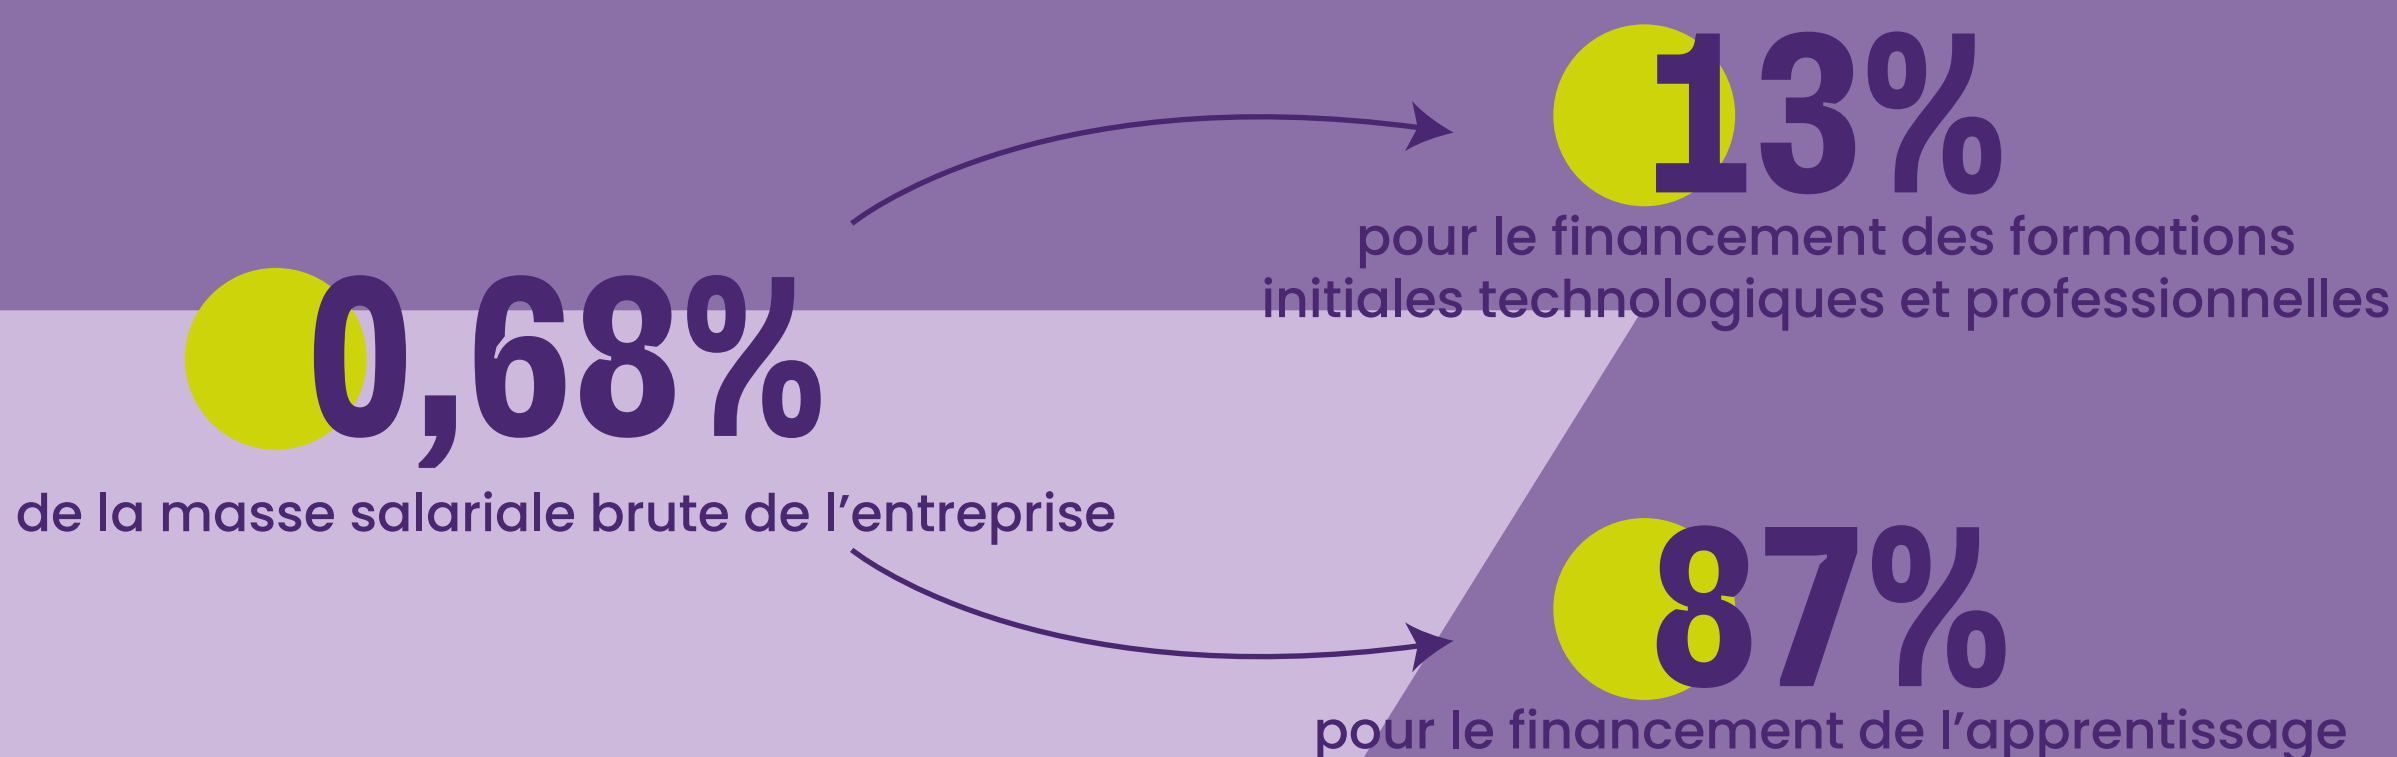 0,68%
de la masse salariale brute de l’entreprise
13%
pour le financement des formations
initiales technologiques et professionnelles
87%
pour le financement de l’apprentissage